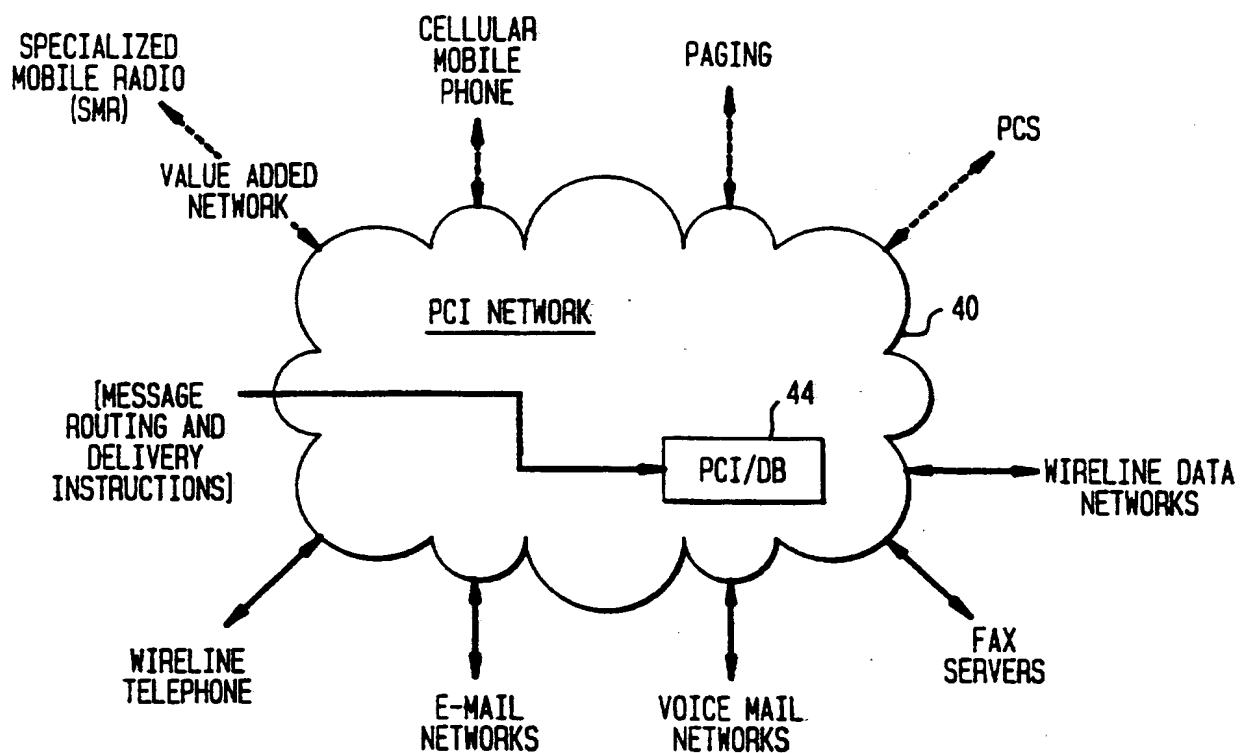 SPECIALIZED
MOBILE RADIO
(SMR)
CELLULAR
MOBILE
PHONE
PAGING
PCS
VALUE ADDED
NETWORK
PCI NETWORK
40
[MESSAGE
ROUTING AND
DELIVERY
INSTRUCTIONS]
44
PCI/DB
WIRELINE DATA
NETWORKS
WIRELINE
TELEPHONE
E-MAIL
NETWORKS
VOICE MAIL
NETWORKS
FAX
SERVERS